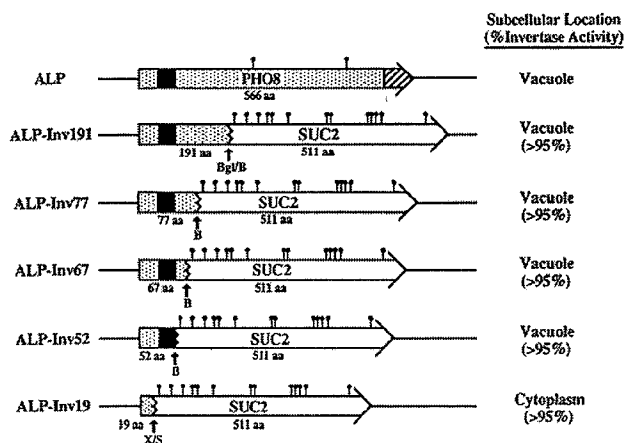 Subcellular Location
(%Invertase Activity)
ALP
PHO8
566 aa
Vacuole
ALP-Inv191
SUC2
191 aa
511 aa
Bgl/B
Vacuole
(>95%)
ALP-Inv77
SUC2
77 aa
511 aa
B
Vacuole
(>95%)
ALP-Inv67
SUC2
67 aa
511 aa
B
Vacuole
(>95%)
ALP-Inv52
SUC2
52 aa
511 aa
B
Vacuole
(>95%)
ALP-Inv19
SUC2
19 aa
511 aa
X/S
Cytoplasm
(>95%)